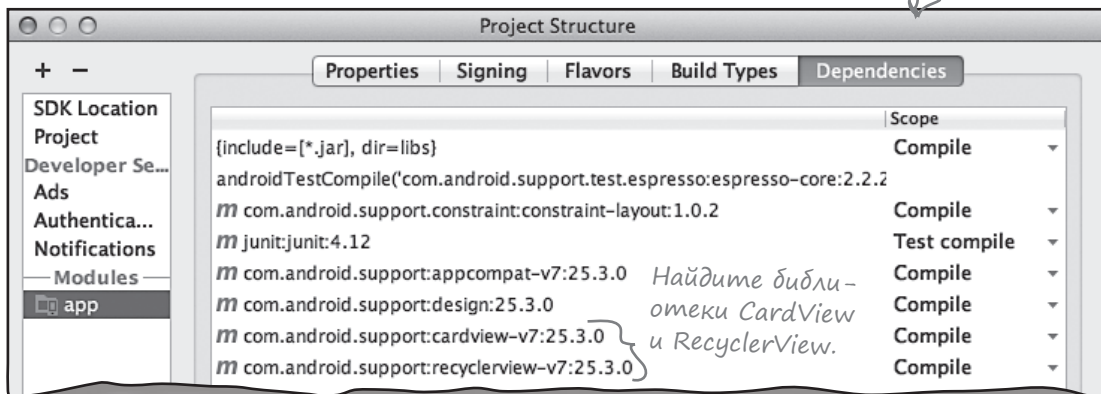 Project Structure
+ -
Properties Signing Flavors Build Types Dependencies
SDK Location
Project
Developer Se...
Ads
Authentica...
Notifications
Modules
app
Scope
{include=[*.jar], dir=libs} Compile
androidTestCompile('com.android.support.test.espresso:espresso-core:2.2.2
m com.android.support.constraint:constraint-layout:1.0.2 Compile
m junit:junit:4.12 Test compile
m com.android.support:appcompat-v7:25.3.0 Compile
m com.android.support:design:25.3.0 Compile
m com.android.support:cardview-v7:25.3.0 Compile
m com.android.support:recyclerview-v7:25.3.0 Compile
Найдите библи-
отеки CardView
и RecyclerView.